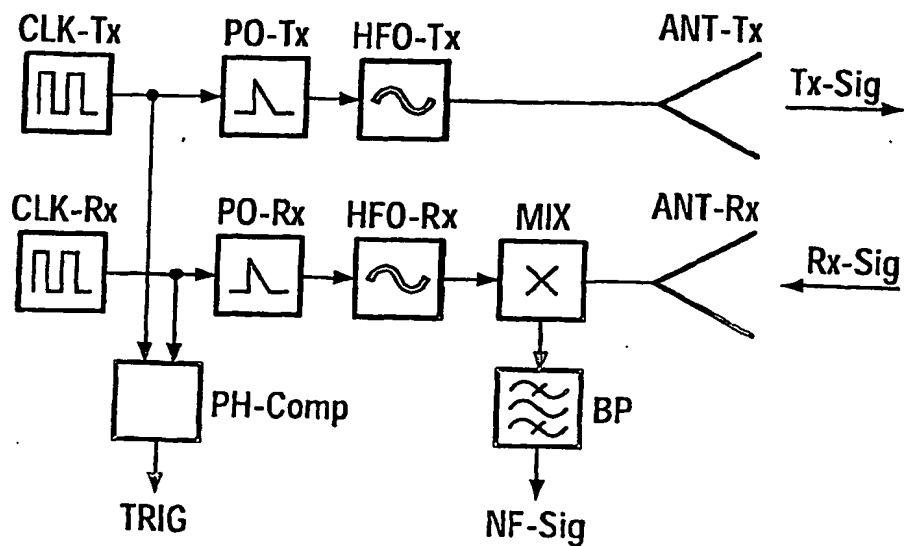 CLK-Tx
PO-Tx
HFO-Tx
ANT-Tx
Tx-Sig
CLK-Rx
PO-Rx
HFO-Rx
MIX
ANT-Rx
Rx-Sig
PH-Comp
BP
TRIG
NF-Sig